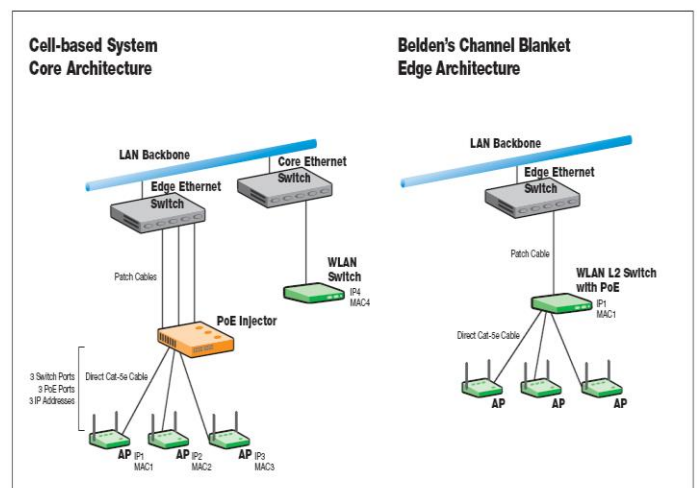 Cell-based System
Core Architecture
LAN Backbone
Core Ethernet
Switch
Edge Ethernet
Switch
Patch Cables
WLAN
Switch
IP4
MAC4
PoE Injector
3 Switch Ports
3 PoE Ports
3 IP Addresses
Direct Cat-5e Cable
AP IP1
MAC1
AP IP2
MAC2
AP IP3
MAC3
Belden's Channel Blanket
Edge Architecture
LAN Backbone
Edge Ethernet
Switch
Patch Cable
WLAN L2 Switch
with PoE
IP1
MAC1
Direct Cat-5e Cable
AP
AP
AP